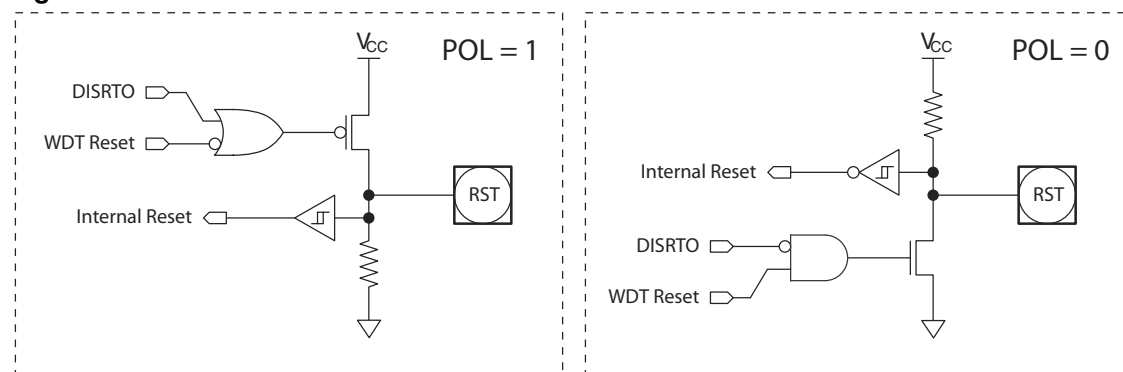 VCC
POL = 1
DISRTO
WDT Reset
RST
Internal Reset
VCC
POL = 0
Internal Reset
RST
DISRTO
WDT Reset